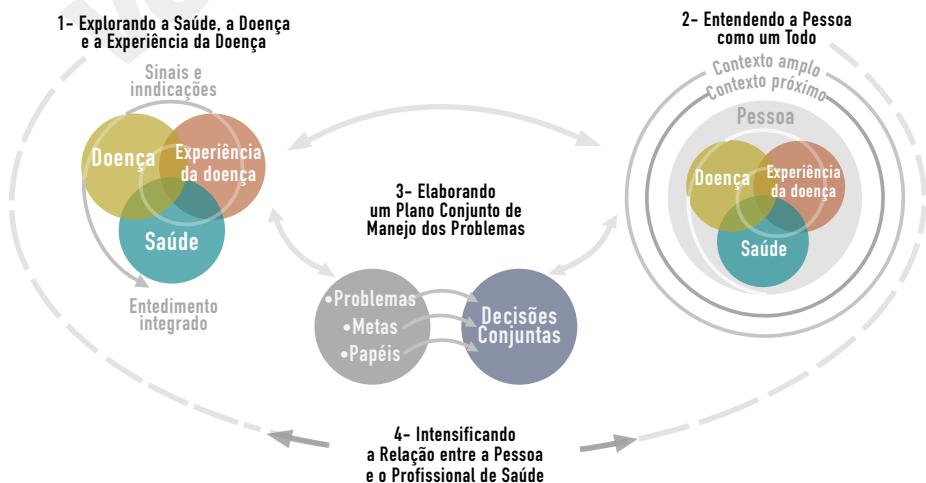 1- Explorando a Saúde, a Doença
e a Experiência da Doença
Sinais e
inndicações
Doença
Experiência
da doença
Saúde
Entedimento
integrado
2- Entendendo a Pessoa
como um Todo
Contexto amplo
Contexto próximo
Pessoa
Doença
Experiência
da doença
Saúde
3- Elaborando
um Plano Conjunto de
Manejo dos Problemas
•Problemas
•Metas
•Papéis
Decisões
Conjuntas
4- Intensificando
a Relação entre a Pessoa
e o Profissional de Saúde